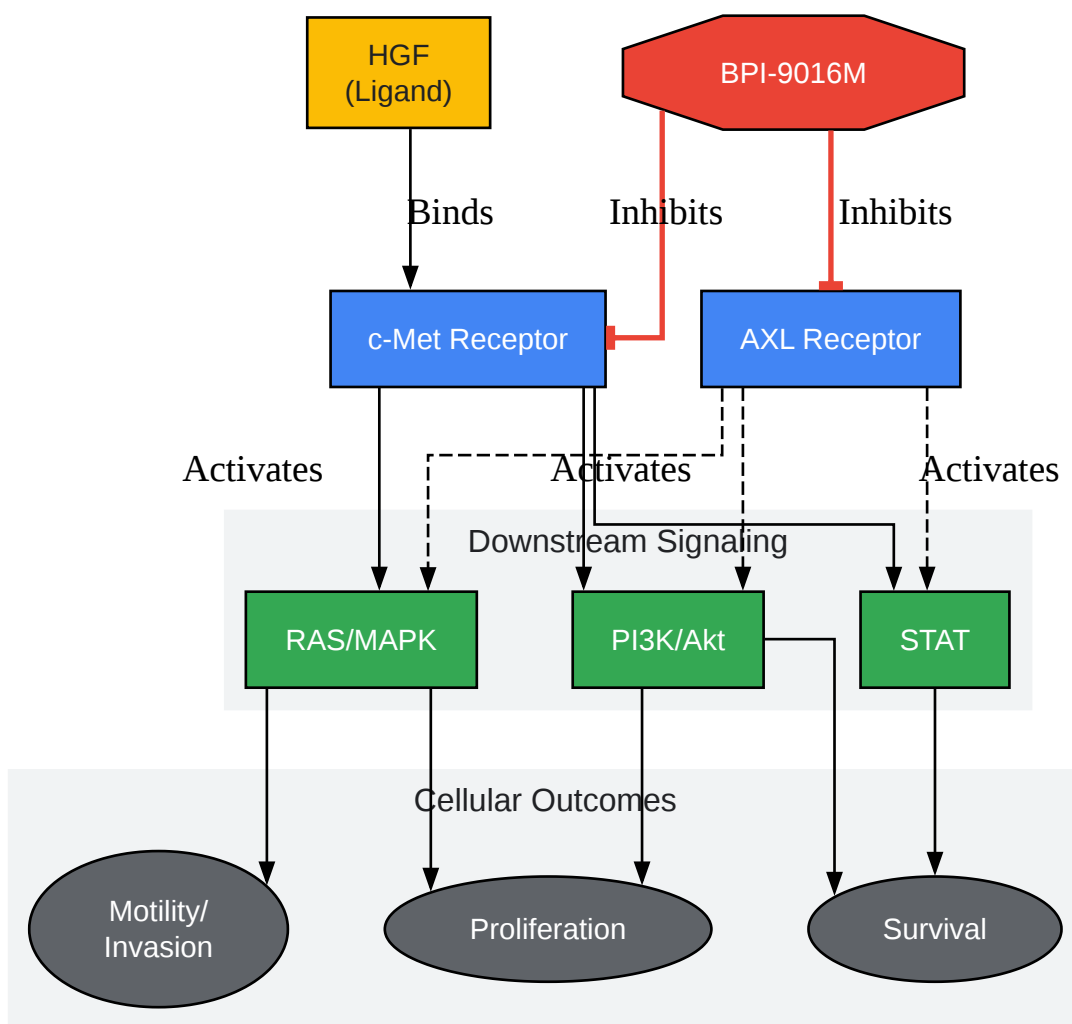 HGF
(Ligand)
BPI-9016M
Binds
Inhibits
Inhibits
c-Met Receptor
AXL Receptor
Activates
Activates
Activates
Downstream Signaling
RAS/MAPK
PI3K/Akt
STAT
Cellular Outcomes
Motility/
Invasion
Proliferation
Survival